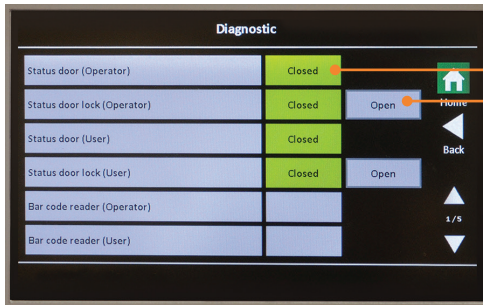 Diagnostic
Status door (Operator) Closed
Status door lock (Operator) Closed Open
Home
Status door (User) Closed
Back
Status door lock (User) Closed Open
Bar code reader (Operator)
1/5
Bar code reader (User)